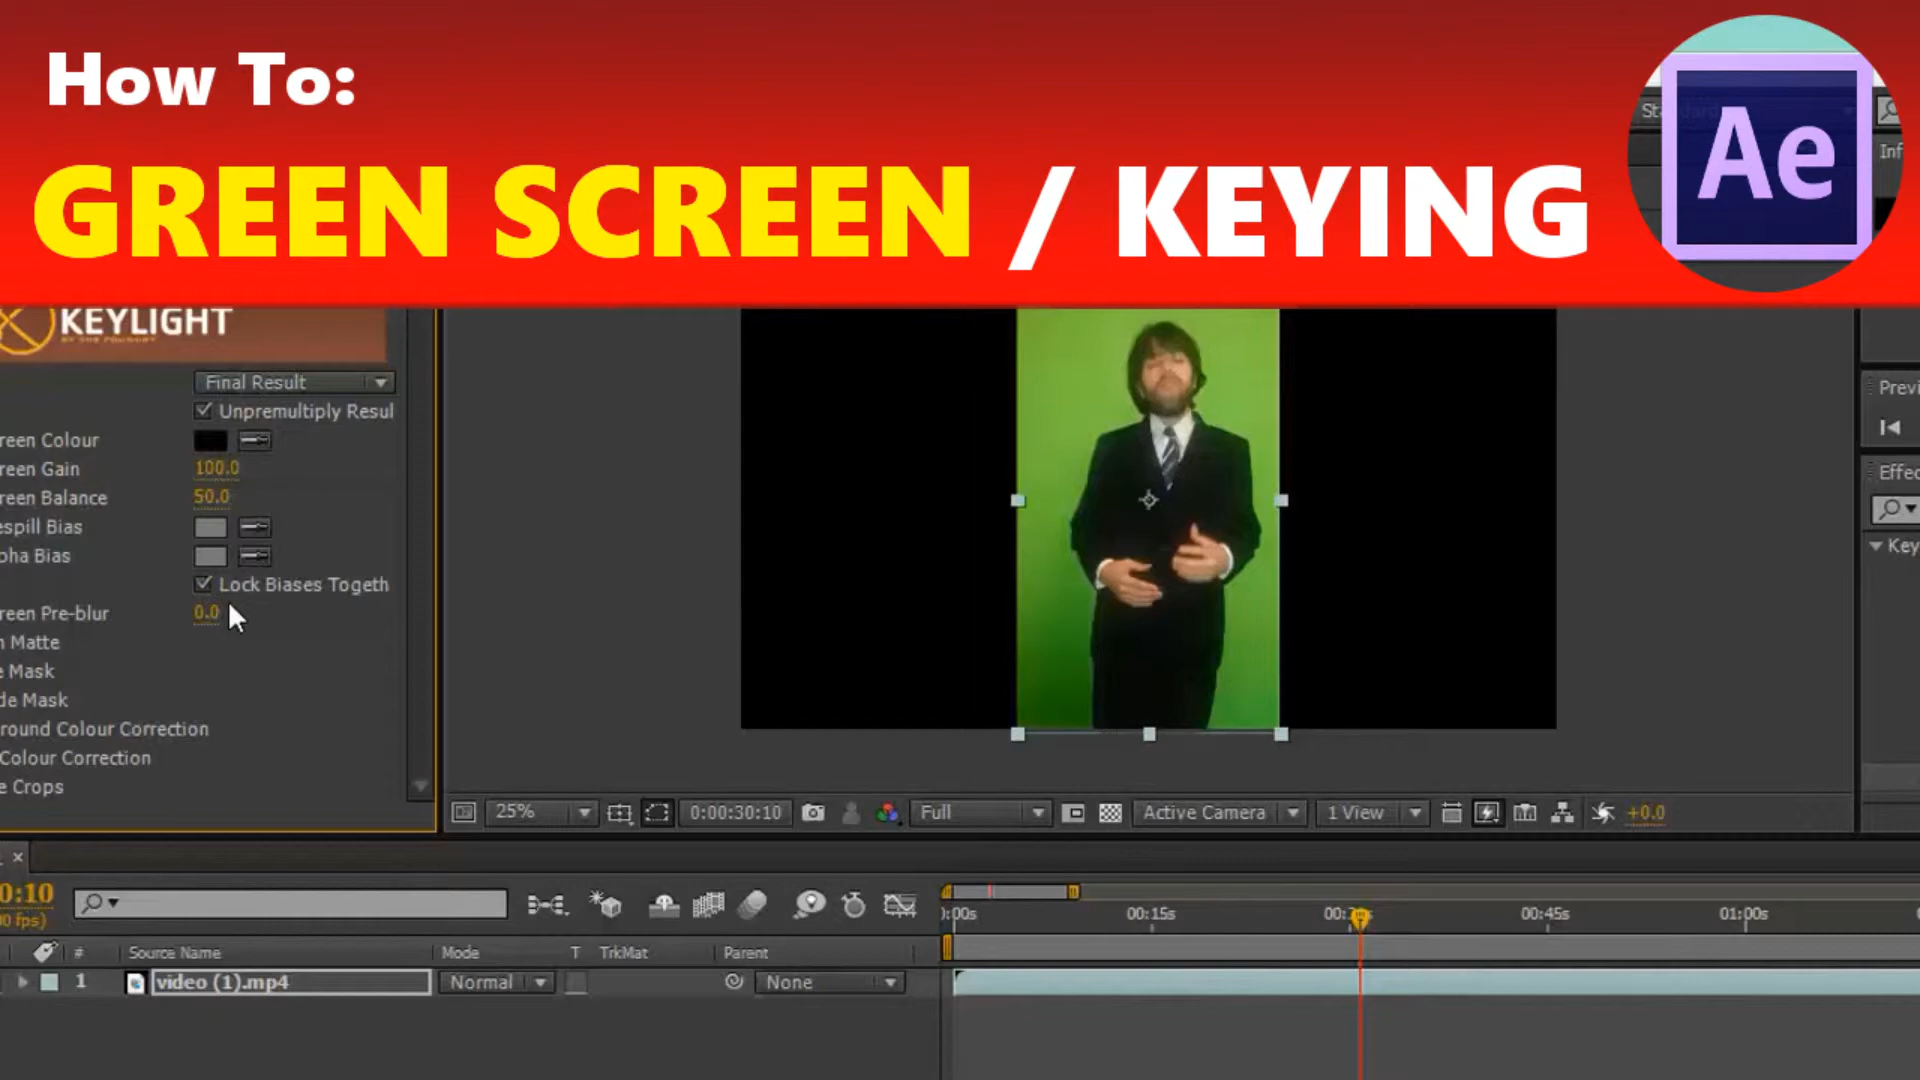 How To:
GREEN SCREEN / KEYING
Ae
Inf
KEYLIGHT
BY THE FOUNDRY
Final Result
Unpremultiply Resul
reen Colour
reen Gain 100.0
reen Balance 50.0
espill Bias
pha Bias
Lock Biases Togeth
reen Pre-blur 0.0
n Matte
e Mask
de Mask
round Colour Correction
Colour Correction
e Crops
Previ
Effec
Key
25% 0:00:30:10 Full Active Camera 1 View +0.0
0:10
0 fps)
):00s 00:15s 00:45s 01:00s
# Source Name Mode T TrkMat Parent
1 video (1).mp4 Normal None